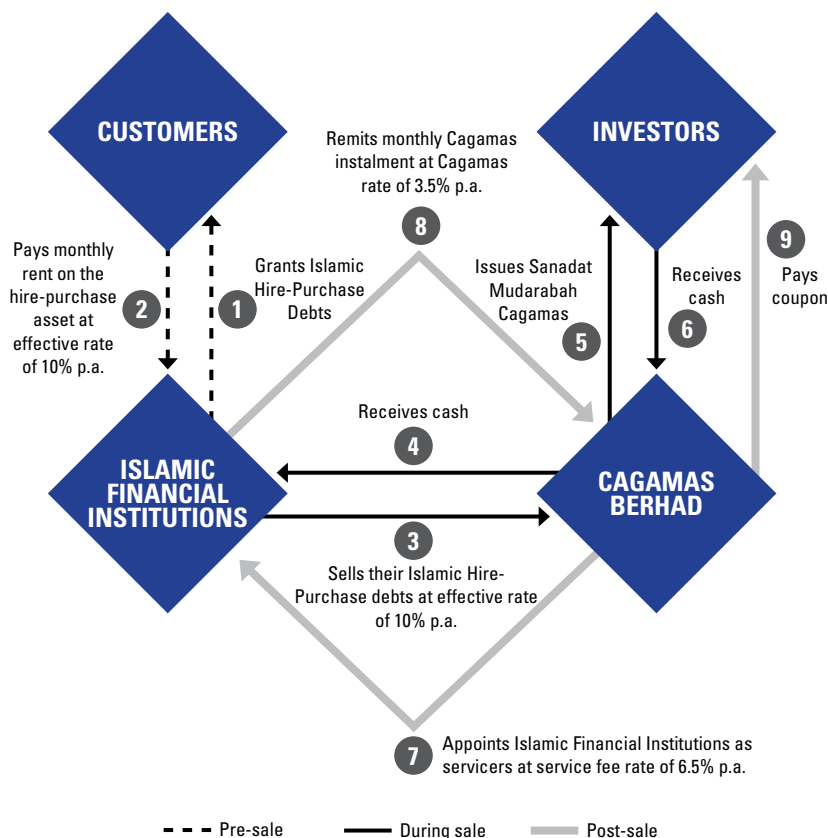 CUSTOMERS
INVESTORS
Remits monthly Cagamas
instalment at Cagamas
rate of 3.5% p.a.
8
9
Pays
coupon
Pays monthly
rent on the
hire-purchase
asset at
effective rate
of 10% p.a.
2
1
Grants Islamic
Hire-Purchase
Debts
Issues Sanadat
Mudarabah
Cagamas
5
Receives
cash
6
Receives cash
4
ISLAMIC
FINANCIAL
INSTITUTIONS
CAGAMAS
BERHAD
3
Sells their Islamic Hire-
Purchase debts at effective rate
of 10% p.a.
7
Appoints Islamic Financial Institutions as
servicers at service fee rate of 6.5% p.a.
Pre-sale
During sale
Post-sale